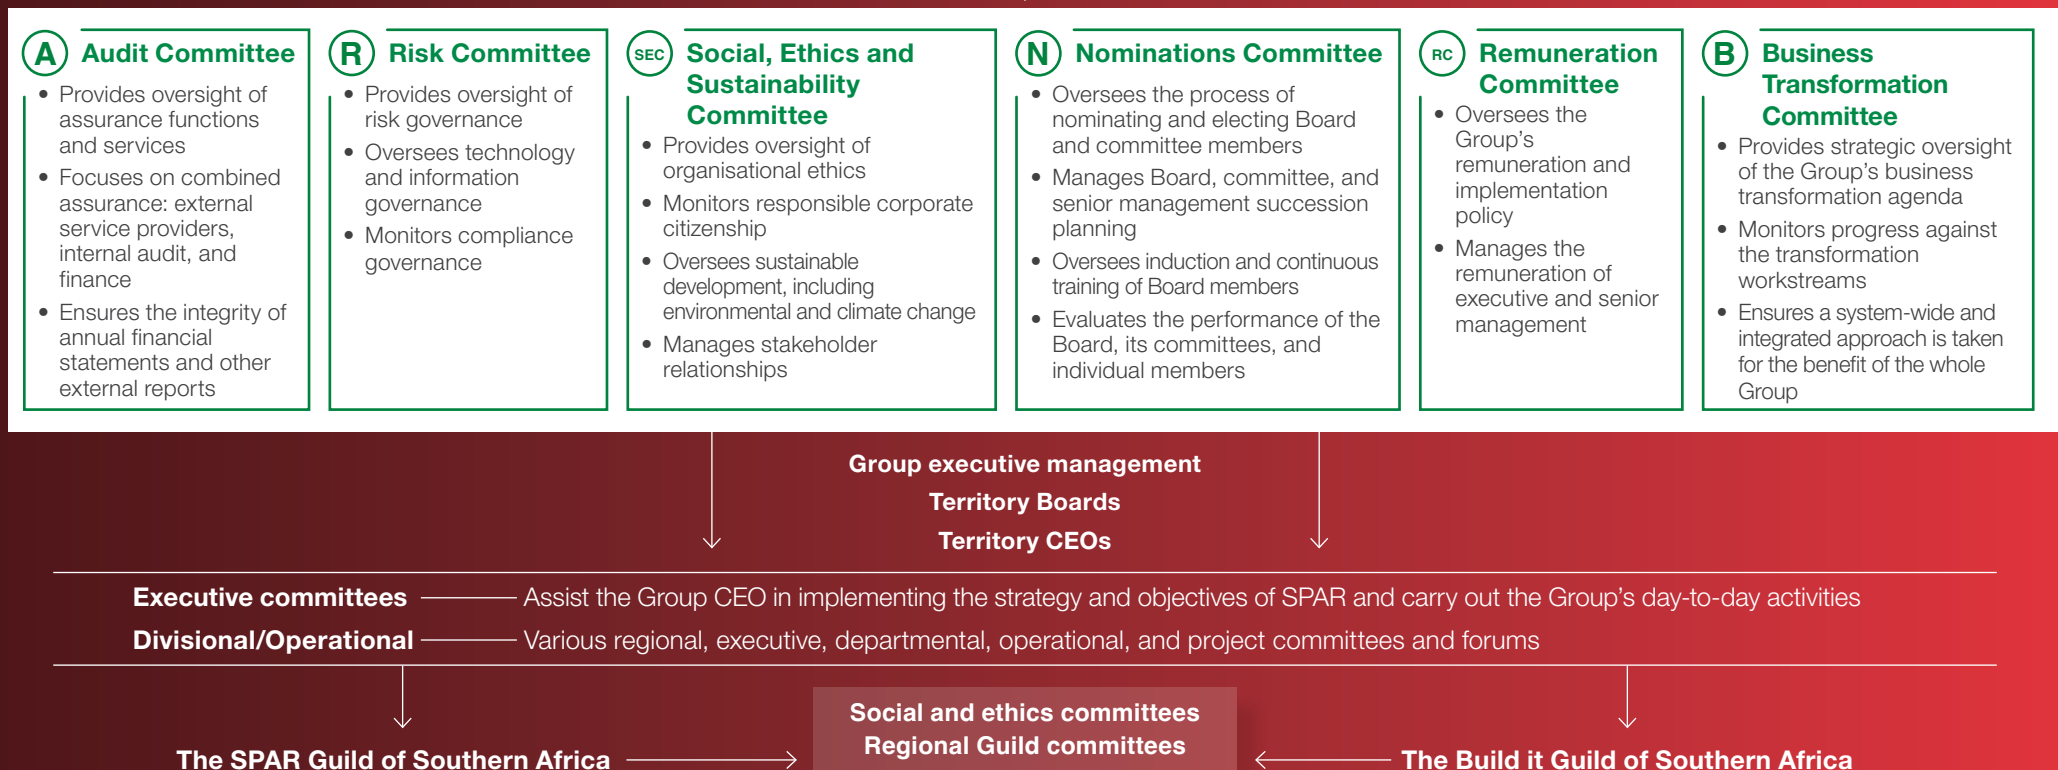 A Audit Committee
• Provides oversight of
assurance functions
and services
• Focuses on combined
assurance: external
service providers,
internal audit, and
finance
• Ensures the integrity of
annual financial
statements and other
external reports
R Risk Committee
• Provides oversight of
risk governance
• Oversees technology
and information
governance
• Monitors compliance
governance
SEC Social, Ethics and
Sustainability
Committee
• Provides oversight of
organisational ethics
• Monitors responsible corporate
citizenship
• Oversees sustainable
development, including
environmental and climate change
• Manages stakeholder
relationships
N Nominations Committee
• Oversees the process of
nominating and electing Board
and committee members
• Manages Board, committee, and
senior management succession
planning
• Oversees induction and continuous
training of Board members
• Evaluates the performance of the
Board, its committees, and
individual members
RC Remuneration
Committee
• Oversees the
Group’s
remuneration and
implementation
policy
• Manages the
remuneration of
executive and senior
management
B Business
Transformation
Committee
• Provides strategic oversight
of the Group’s business
transformation agenda
• Monitors progress against
the transformation
workstreams
• Ensures a system-wide and
integrated approach is taken
for the benefit of the whole
Group
Group executive management
Territory Boards
Territory CEOs
Executive committees Assist the Group CEO in implementing the strategy and objectives of SPAR and carry out the Group’s day-to-day activities
Divisional/Operational Various regional, executive, departmental, operational, and project committees and forums
Social and ethics committees
Regional Guild committees
The SPAR Guild of Southern Africa
The Build it Guild of Southern Africa